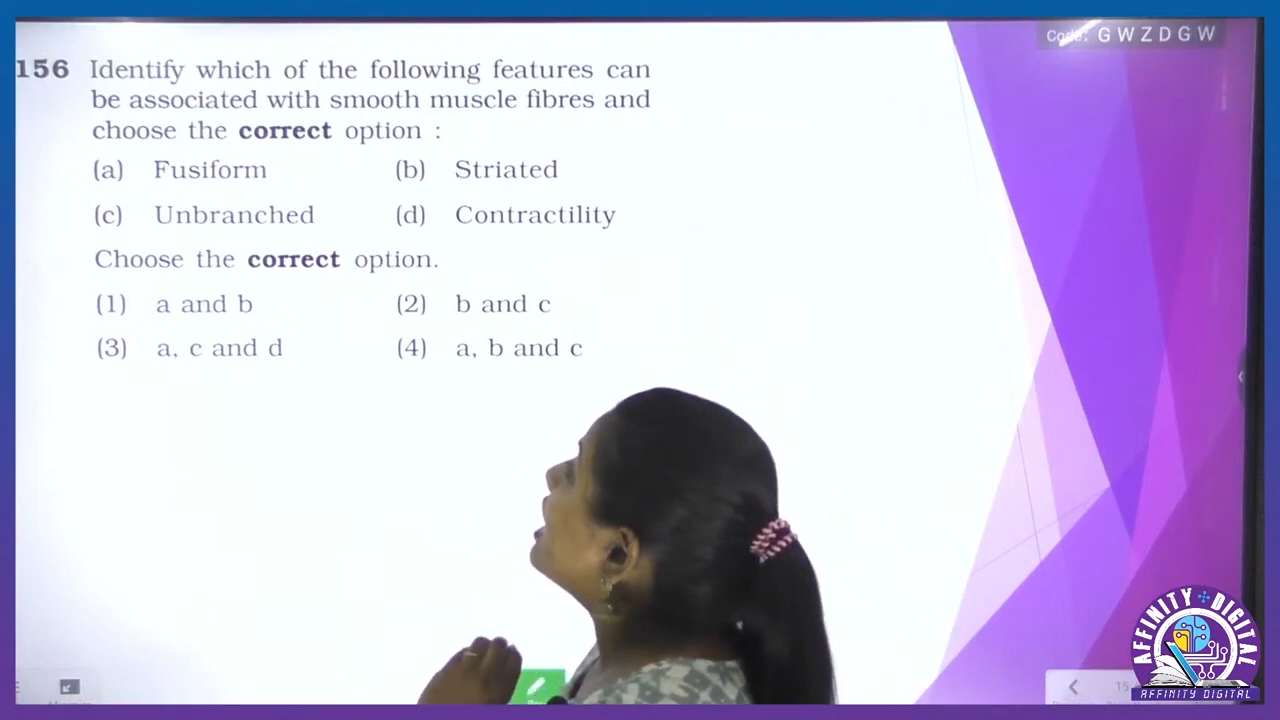 Code: G W Z D G W
156 Identify which of the following features can
be associated with smooth muscle fibres and
choose the correct option :
(a) Fusiform (b) Striated
(c) Unbranched (d) Contractility
Choose the correct option.
(1) a and b (2) b and c
(3) a, c and d (4) a, b and c
AFFINITY DIGITAL
AFFINITY DIGITAL